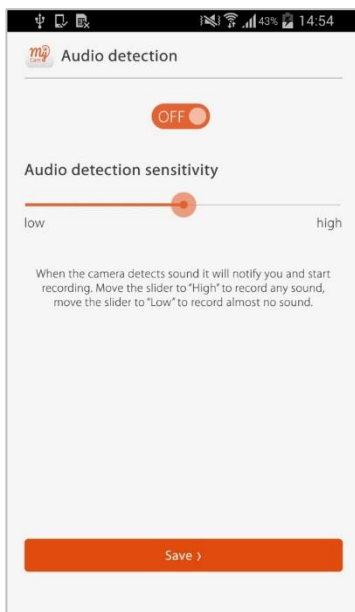 43% 14:54
my Cam Audio detection
OFF
Audio detection sensitivity
low high
When the camera detects sound it will notify you and start
recording. Move the slider to “High” to record any sound,
move the slider to “Low” to record almost no sound.
Save ›